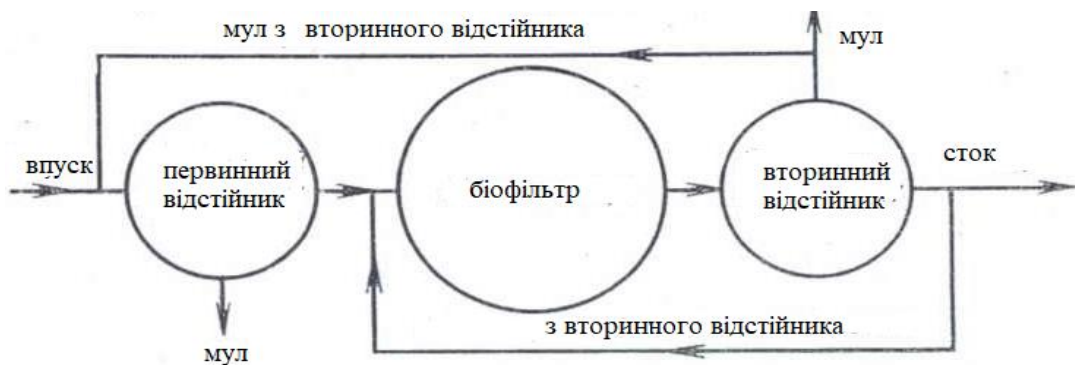 мул з вторинного відстійника
мул
впуск
первинний
відстійник
біофільтр
вторинний
відстійник
сток
з вторинного відстійника
мул